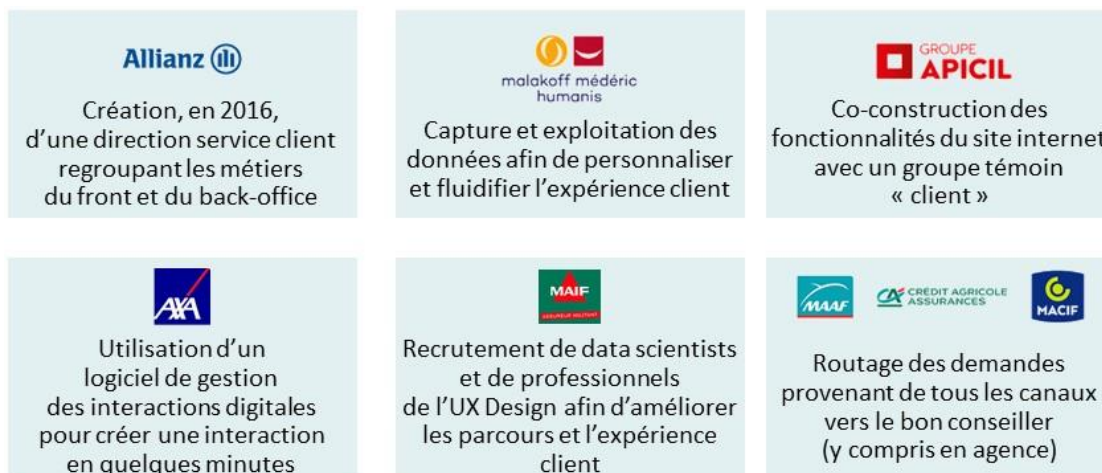 Allianz
Création, en 2016,
d'une direction service client
regroupant les métiers
du front et du back-office
malakoff médéric
humanis
Capture et exploitation des
données afin de personnaliser
et fluidifier l'expérience client
GROUPE
APICIL
Co-construction des
fonctionnalités du site internet
avec un groupe témoin
« client »
AXA
Utilisation d'un
logiciel de gestion
des interactions digitales
pour créer une interaction
en quelques minutes
MAIF
ASSUREUR MILITANT
Recrutement de data scientists
et de professionnels
de l'UX Design afin d'améliorer
les parcours et l'expérience
client
MAAF
CA
CRÉDIT AGRICOLE
ASSURANCES
MACIF
Routage des demandes
provenant de tous les canaux
vers le bon conseiller
(y compris en agence)